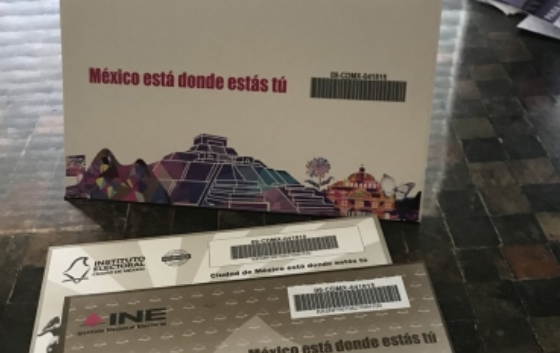 México está donde estás tú
09-CDMX-041815
INSTITUTO
ELECTORAL
CIUDAD DE MÉXICO
09-CDMX-041815
Ciudad de México está donde estás tú
INE
Instituto Nacional Electoral
09-CDMX-041815
México está donde estás tú